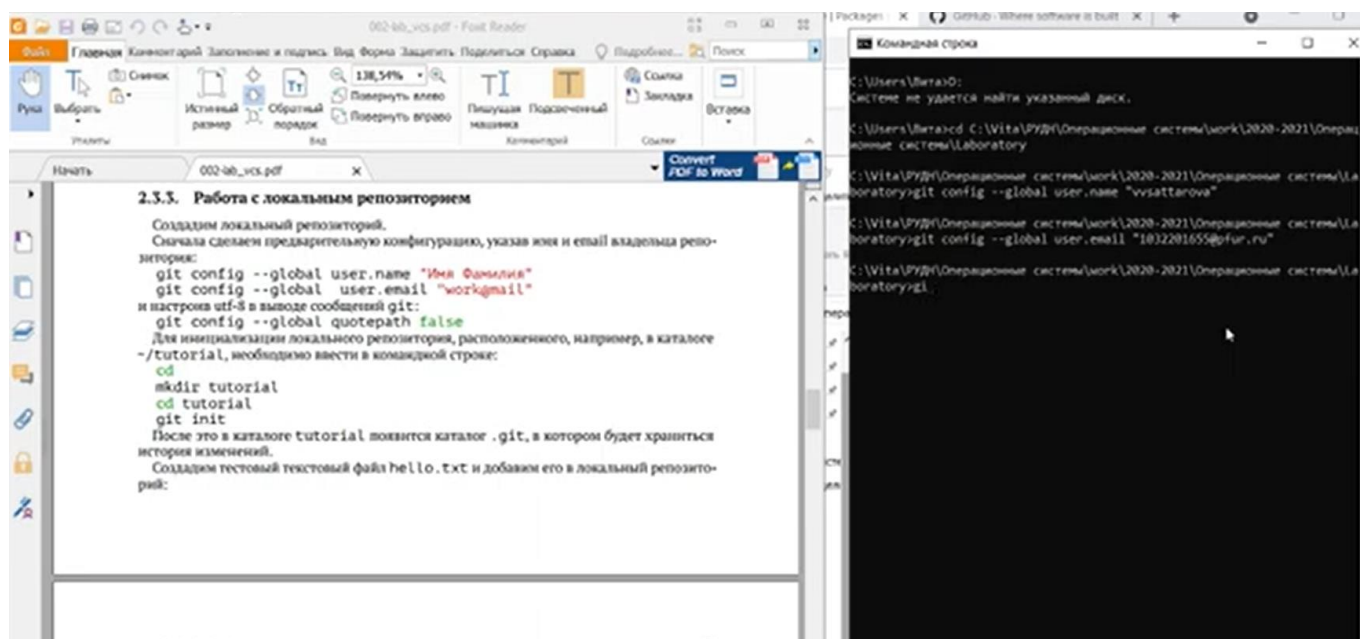 002-lab_vcs.pdf - Foxit Reader
Файл Главная Комментарий Заполнение и подпись Вид Форма Защитить Поделиться Справка Подробнее... Поиск
Рука
Выбрать
Снимок
Утилиты
Истинный размер
Обратный порядок
138,54%
Повернуть влево
Повернуть вправо
Вид
Пишущая машинка
Подсвеченный
Комментарий
Ссылка
Закладка
Ссылки
Вставка
Начать
002-lab_vcs.pdf
Convert
PDF to Word
2.3.3. Работа с локальным репозиторием
Создадим локальный репозиторий.
Сначала сделаем предварительную конфигурацию, указав имя и email владельца репо-
зитория:
git config --global user.name "Имя Фамилия"
git config --global user.email "work@mail"
и настроив utf-8 в выводе сообщений git:
git config --global quotepath false
Для инициализации локального репозитория, расположенного, например, в каталоге
~/tutorial, необходимо ввести в командной строке:
cd
mkdir tutorial
cd tutorial
git init
После это в каталоге tutorial появится каталог .git, в котором будет храниться
история изменений.
Создадим тестовый текстовый файл hello.txt и добавим его в локальный репозито-
рий:
Packages
GitHub · Where software is built
Командная строка
C:\Users\Вита>D:
Системе не удается найти указанный диск.
C:\Users\Вита>cd C:\Vita\РУДН\Операционные системы\work\2020-2021\Операц
ионные системы\Laboratory
C:\Vita\РУДН\Операционные системы\work\2020-2021\Операционные системы\La
boratory>git config --global user.name "vvsattarova"
C:\Vita\РУДН\Операционные системы\work\2020-2021\Операционные системы\La
boratory>git config --global user.email "1032201655@pfur.ru"
C:\Vita\РУДН\Операционные системы\work\2020-2021\Операционные системы\La
boratory>gi